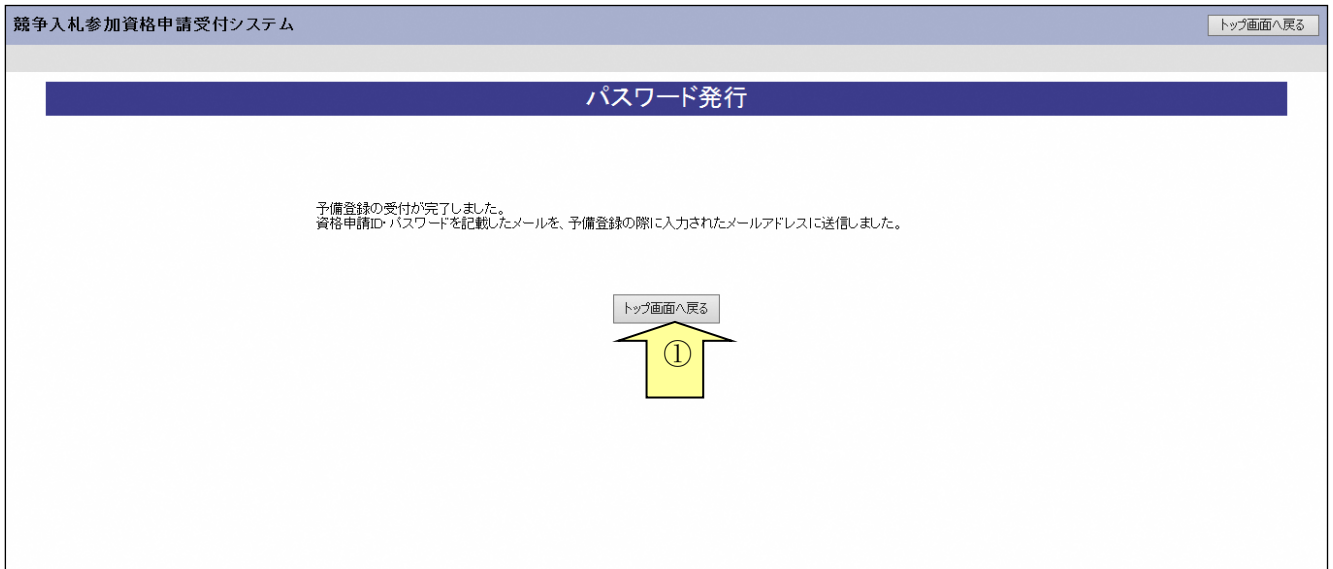 競争入札参加資格申請受付システム
トップ画面へ戻る
パスワード発行
予備登録の受付が完了しました。
資格申請ID・パスワードを記載したメールを、予備登録の際に入力されたメールアドレスに送信しました。
トップ画面へ戻る
①